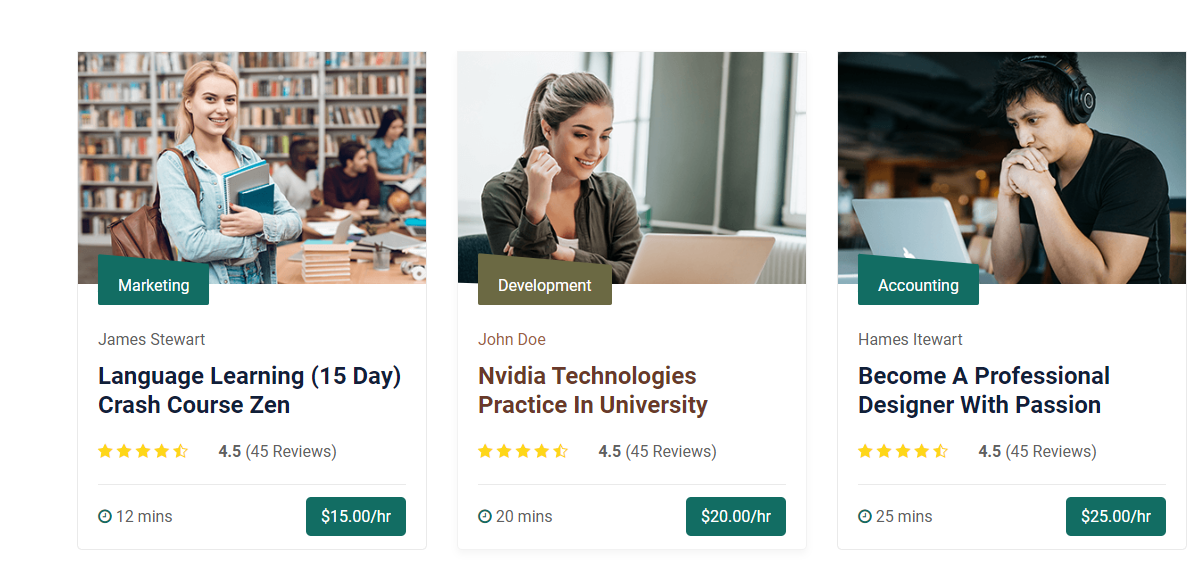 Marketing
James Stewart
Language Learning (15 Day)
Crash Course Zen
4.5 (45 Reviews)
12 mins
$15.00/hr
Development
John Doe
Nvidia Technologies
Practice In University
4.5 (45 Reviews)
20 mins
$20.00/hr
Accounting
Hames Itewart
Become A Professional
Designer With Passion
4.5 (45 Reviews)
25 mins
$25.00/hr